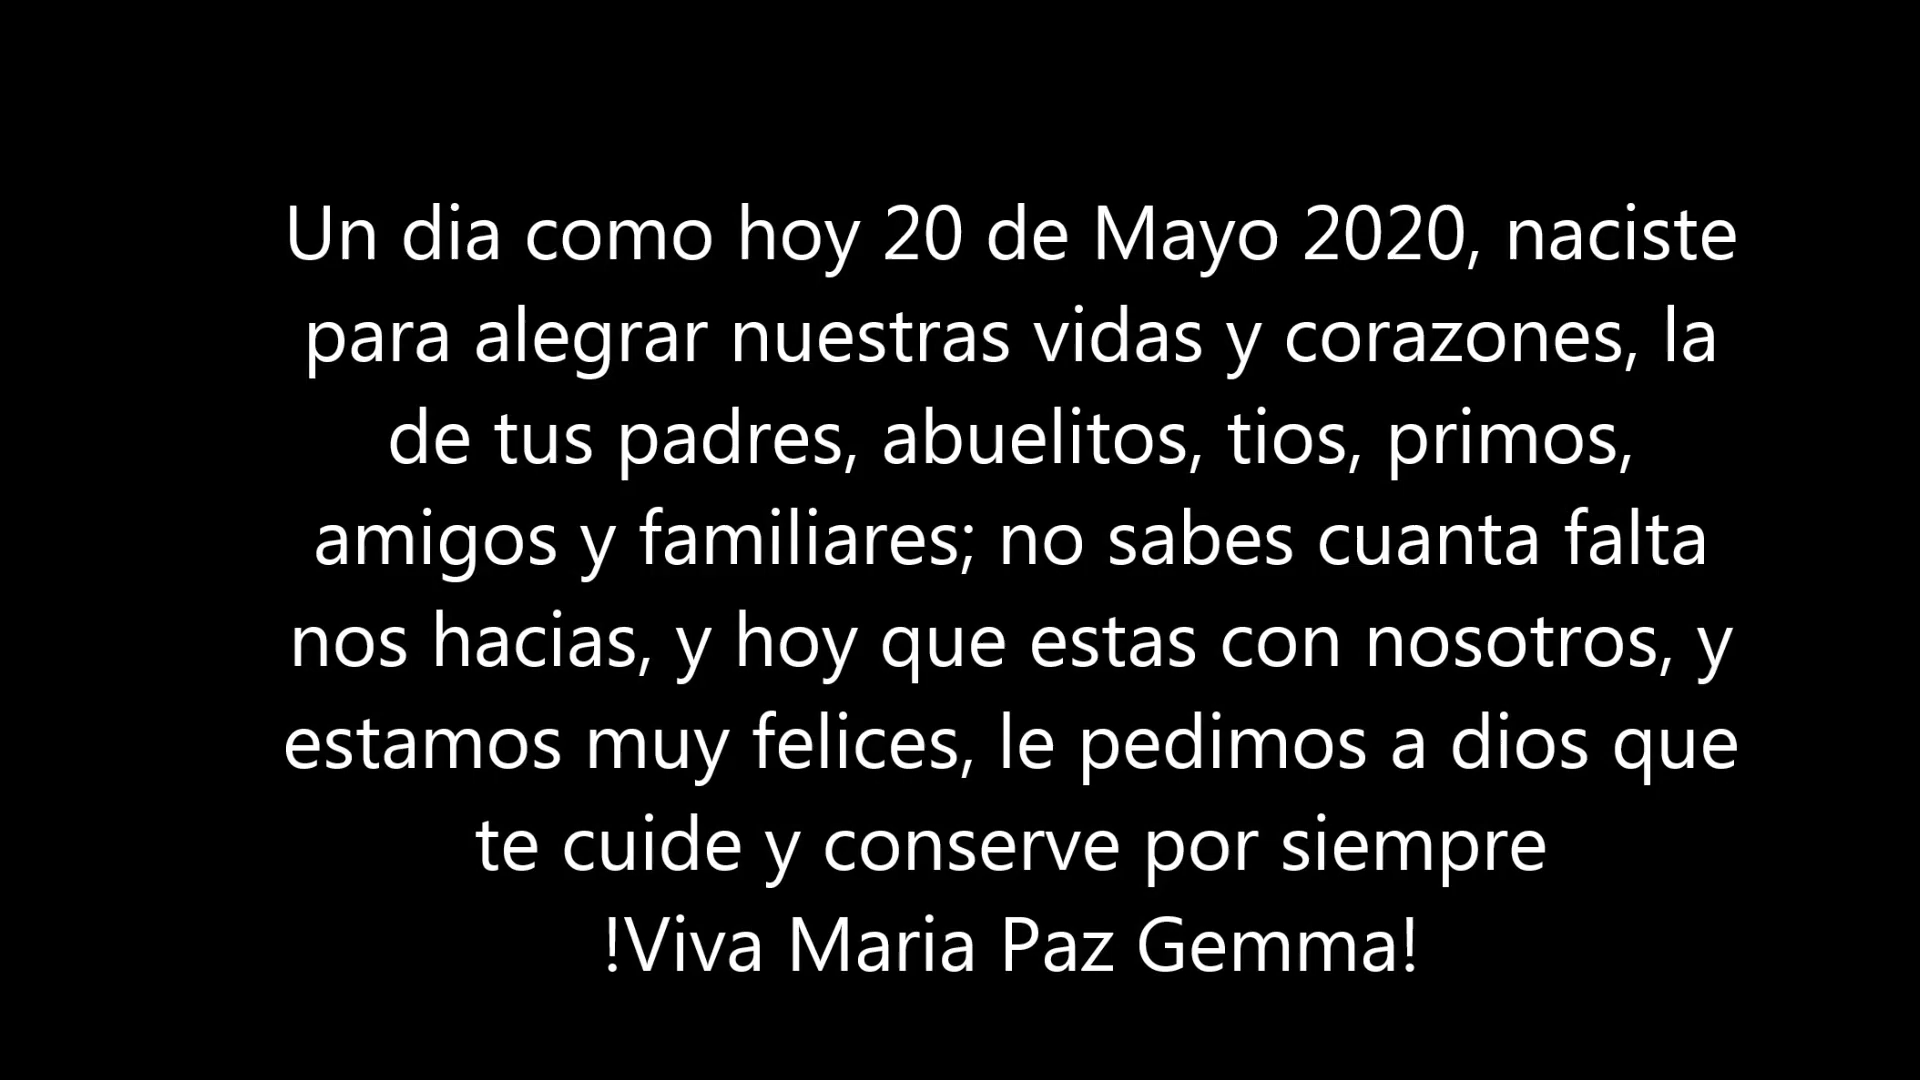 Un dia como hoy 20 de Mayo 2020, naciste
para alegrar nuestras vidas y corazones, la
de tus padres, abuelitos, tios, primos,
amigos y familiares; no sabes cuanta falta
nos hacias, y hoy que estas con nosotros, y
estamos muy felices, le pedimos a dios que
te cuide y conserve por siempre
!Viva Maria Paz Gemma!